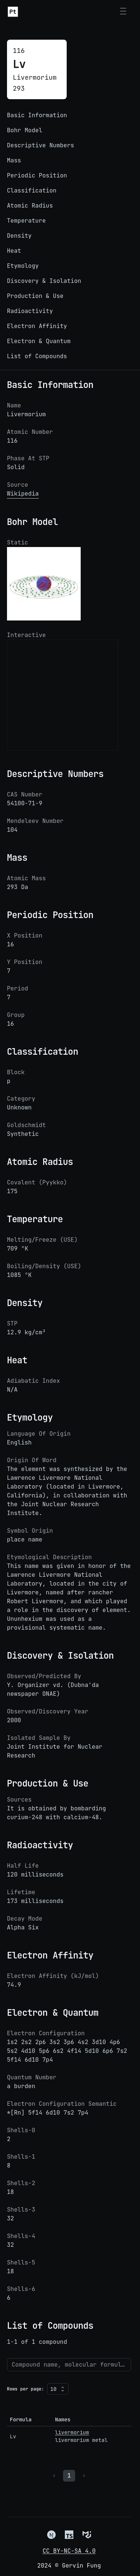 Pt
116
Lv
Livermorium
293
Basic Information
Bohr Model
Descriptive Numbers
Mass
Periodic Position
Classification
Atomic Radius
Temperature
Density
Heat
Etymology
Discovery & Isolation
Production & Use
Radioactivity
Electron Affinity
Electron & Quantum
List of Compounds
Basic Information
Name
Livermorium
Atomic Number
116
Phase At STP
Solid
Source
Wikipedia
Bohr Model
Static
Interactive
Descriptive Numbers
CAS Number
54100-71-9
Mendeleev Number
104
Mass
Atomic Mass
293 Da
Periodic Position
X Position
16
Y Position
7
Period
7
Group
16
Classification
Block
p
Category
Unknown
Goldschmidt
Synthetic
Atomic Radius
Covalent (Pyykko)
175
Temperature
Melting/Freeze (USE)
709 °K
Boiling/Density (USE)
1085 °K
Density
STP
12.9 kg/cm³
Heat
Adiabatic Index
N/A
Etymology
Language Of Origin
English
Origin Of Word
The element was synthesized by the
Lawrence Livermore National
Laboratory (located in Livermore,
California), in collaboration with
the Joint Nuclear Research
Institute.
Symbol Origin
place name
Etymological Description
This name was given in honor of the
Lawrence Livermore National
Laboratory, located in the city of
Livermore, named after rancher
Robert Livermore, and which played
a role in the discovery of element.
Ununhexium was used as a
provisional systematic name.
Discovery & Isolation
Observed/Predicted By
Y. Organizer vd. (Dubna'da
newspaper ONAE)
Observed/Discovery Year
2000
Isolated Sample By
Joint Institute for Nuclear
Research
Production & Use
Sources
It is obtained by bombarding
curium-248 with calcium-48.
Radioactivity
Half Life
120 milliseconds
Lifetime
173 milliseconds
Decay Mode
Alpha Six
Electron Affinity
Electron Affinity (kJ/mol)
74.9
Electron & Quantum
Electron Configuration
1s2 2s2 2p6 3s2 3p6 4s2 3d10 4p6
5s2 4d10 5p6 6s2 4f14 5d10 6p6 7s2
5f14 6d10 7p4
Quantum Number
a burden
Electron Configuration Semantic
*[Rn] 5f14 6d10 7s2 7p4
Shells-0
2
Shells-1
8
Shells-2
18
Shells-3
32
Shells-4
32
Shells-5
18
Shells-6
6
List of Compounds
1-1 of 1 compound
Compound name, molecular formul…
Rows per page: 10
Formula Names
Lv livermorium
livermorium metal
< 1 >
N TS
CC BY-NC-SA 4.0
2024 © Gervin Fung